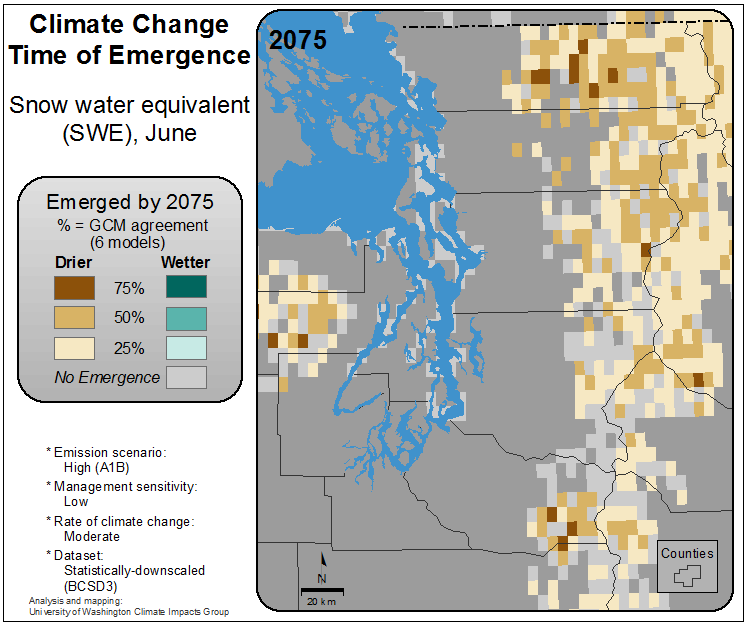 Climate Change
Time of Emergence
Snow water equivalent
(SWE), June
Emerged by 2075
% = GCM agreement
(6 models)
Drier Wetter
75%
50%
25%
No Emergence
* Emission scenario:
High (A1B)
* Management sensitivity:
Low
* Rate of climate change:
Moderate
* Dataset:
Statistically-downscaled
(BCSD3)
Analysis and mapping:
University of Washington Climate Impacts Group
2075
N
20 km
Counties